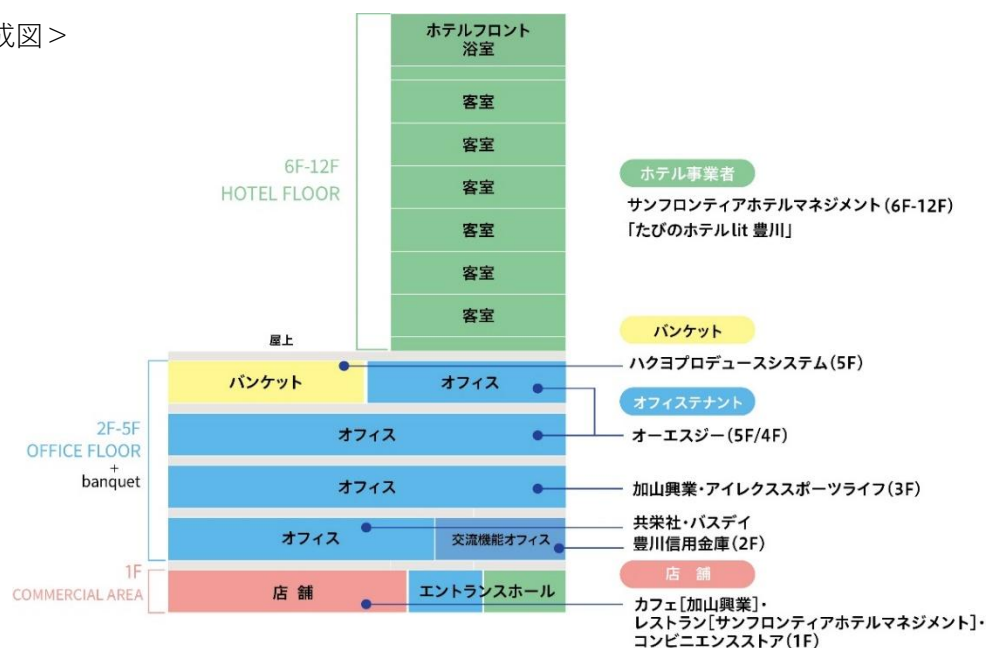 成図＞
ホテルフロント
浴室
客室
客室
客室
客室
客室
客室
6F-12F
HOTEL FLOOR
ホテル事業者
サンフロンティアホテルマネジメント(6F-12F)
「たびのホテルlit 豊川」
屋上
バンケット
ハクヨプロデュースシステム(5F)
バンケット
オフィス
オフィステナント
オーエスジー(5F/4F)
2F-5F
OFFICE FLOOR
+
banquet
オフィス
オフィス
加山興業・アイレクススポーツライフ(3F)
オフィス
交流機能オフィス
共栄社・バスデイ
豊川信用金庫(2F)
1F
COMMERCIAL AREA
店 舗
エントランスホール
店 舗
カフェ[加山興業]・
レストラン[サンフロンティアホテルマネジメント]・
コンビニエンスストア(1F)